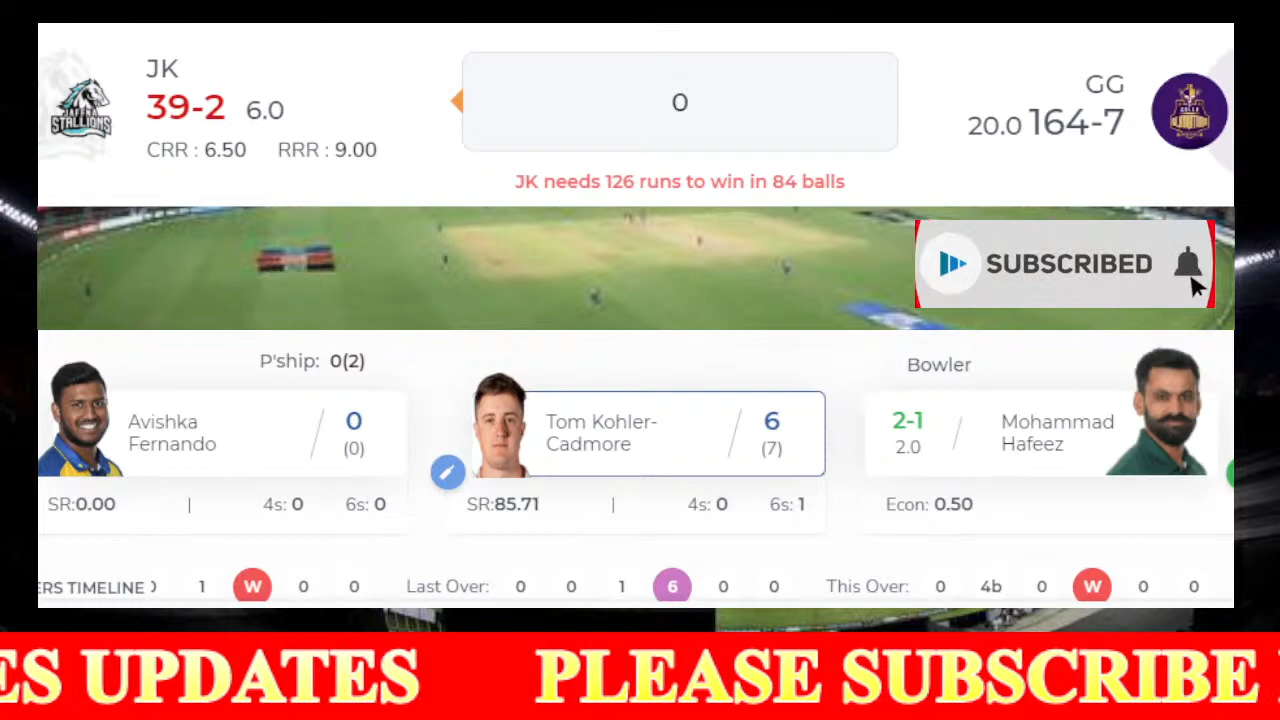 JK
39-2 6.0
CRR : 6.50 RRR : 9.00
0
GG
20.0 164-7
JAFFNA
STALLIONS
GALLE
GLADIATORS
JK needs 126 runs to win in 84 balls
SUBSCRIBED
P'ship: 0(2)
Bowler
Avishka
Fernando
0
(0)
Tom Kohler-
Cadmore
6
(7)
2-1
2.0
Mohammad
Hafeez
SR:0.00 | 4s: 0 6s: 0
SR:85.71 | 4s: 0 6s: 1
Econ: 0.50
ERS TIMELINE 1 W 0 0 Last Over: 0 0 1 6 0 0 This Over: 0 4b 0 W 0 0
ES UPDATES PLEASE SUBSCRIBE